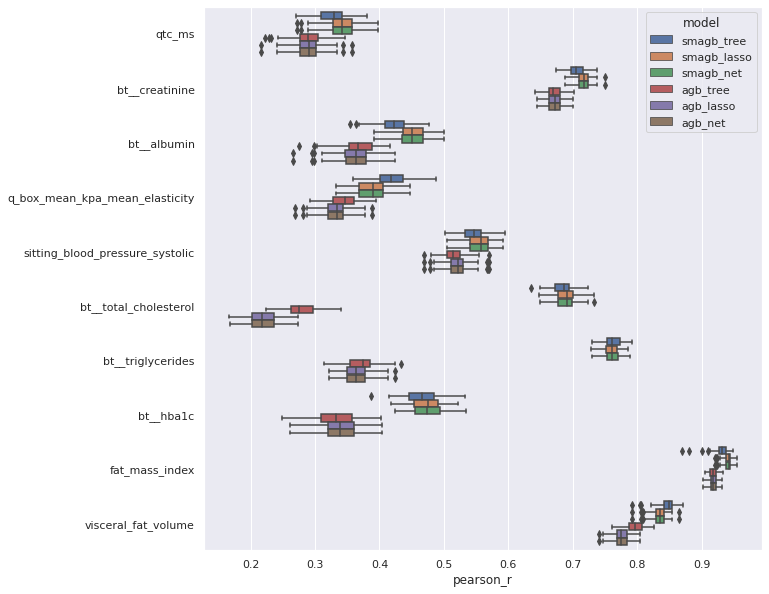 model
smagb_tree
smagb_lasso
smagb_net
agb_tree
agb_lasso
agb_net
qtc_ms
bt__creatinine
bt__albumin
q_box_mean_kpa_mean_elasticity
sitting_blood_pressure_systolic
bt__total_cholesterol
bt__triglycerides
bt__hba1c
fat_mass_index
visceral_fat_volume
0.2 0.3 0.4 0.5 0.6 0.7 0.8 0.9
pearson_r